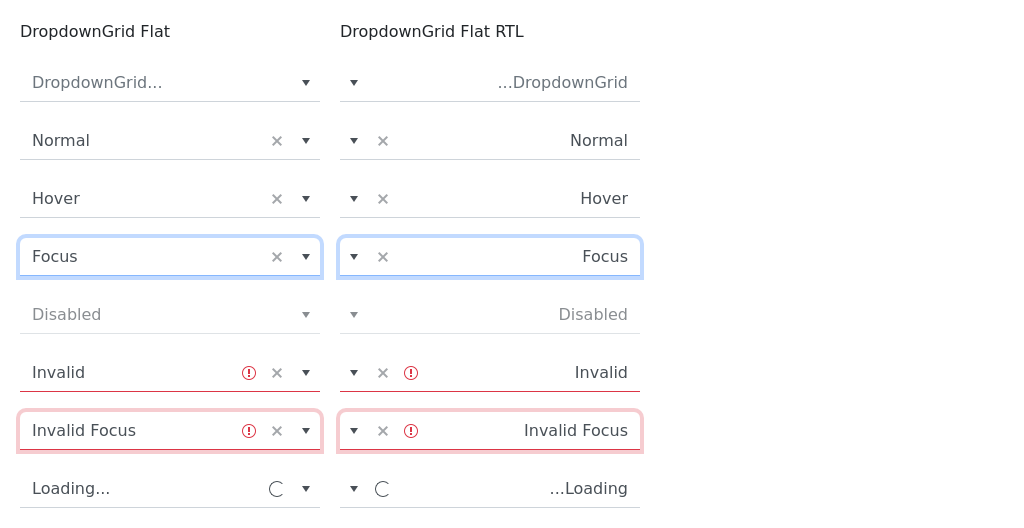 DropdownGrid Flat
DropdownGrid...
Normal
Hover
Focus
Disabled
Invalid
Invalid Focus
Loading...
DropdownGrid Flat RTL
...DropdownGrid
Normal
Hover
Focus
Disabled
Invalid
Invalid Focus
...Loading